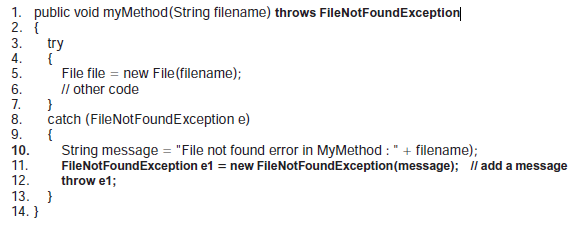 1. public void myMethod(String filename) throws FileNotFoundException
2. {
3. try
4. {
5. File file = new File(filename);
6. // other code
7. }
8. catch (FileNotFoundException e)
9. {
10. String message = "File not found error in MyMethod : " + filename);
11. FileNotFoundException e1 = new FileNotFoundException(message); // add a message
12. throw e1;
13. }
14. }